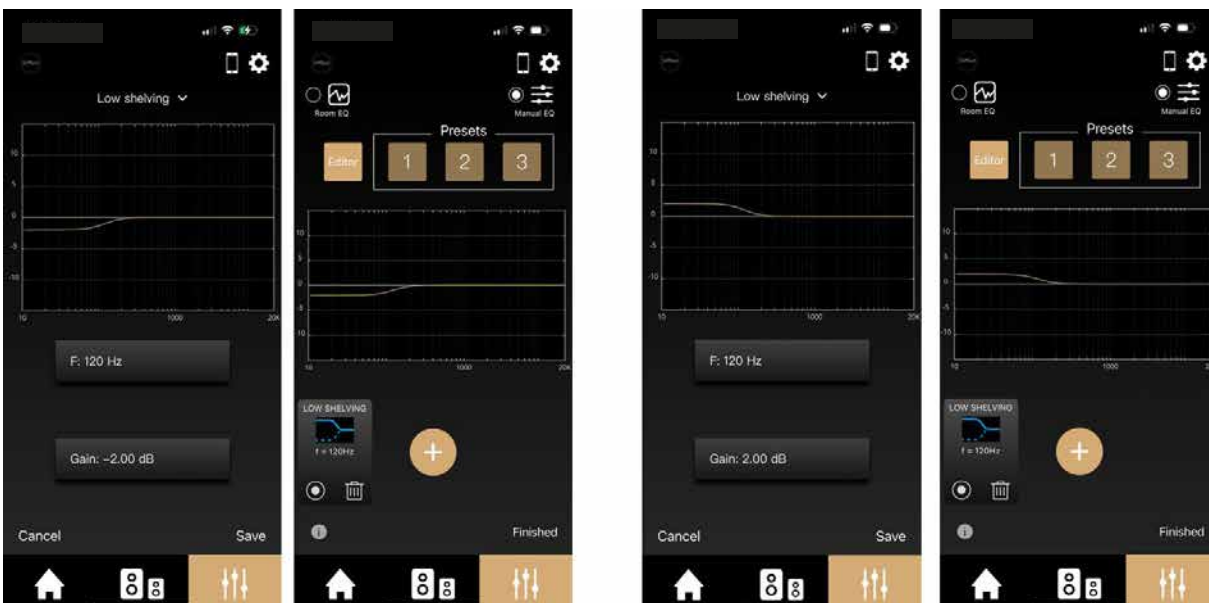 Low shelving
10
5
0
-5
-10
10
1000
20K
F: 120 Hz
Gain: −2.00 dB
Cancel
Save
Room EQ
Manual EQ
Presets
Editor
1
2
3
10
5
0
-5
-10
10
1000
20K
LOW SHELVING
f = 120Hz
Finished
Low shelving
10
5
0
-5
-10
10
1000
20K
F: 120 Hz
Gain: 2.00 dB
Cancel
Save
Room EQ
Manual EQ
Presets
Editor
1
2
3
10
5
0
-5
-10
10
1000
2
LOW SHELVING
f = 120Hz
Finished